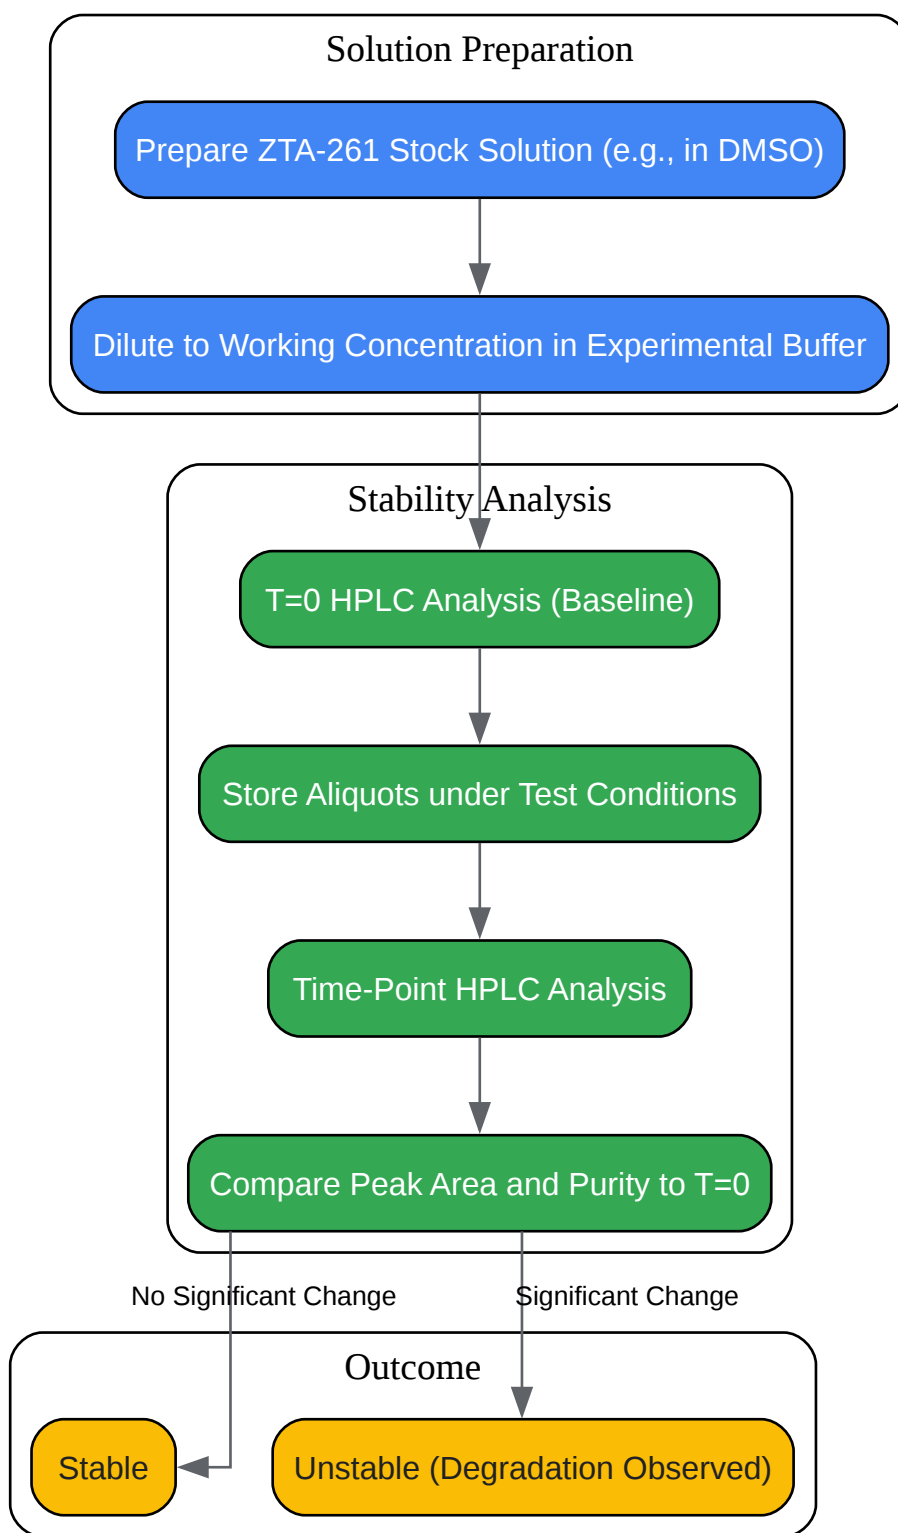 Solution Preparation
Prepare ZTA-261 Stock Solution (e.g., in DMSO)
Dilute to Working Concentration in Experimental Buffer
Stability Analysis
T=0 HPLC Analysis (Baseline)
Store Aliquots under Test Conditions
Time-Point HPLC Analysis
Compare Peak Area and Purity to T=0
No Significant Change
Significant Change
Outcome
Stable
Unstable (Degradation Observed)